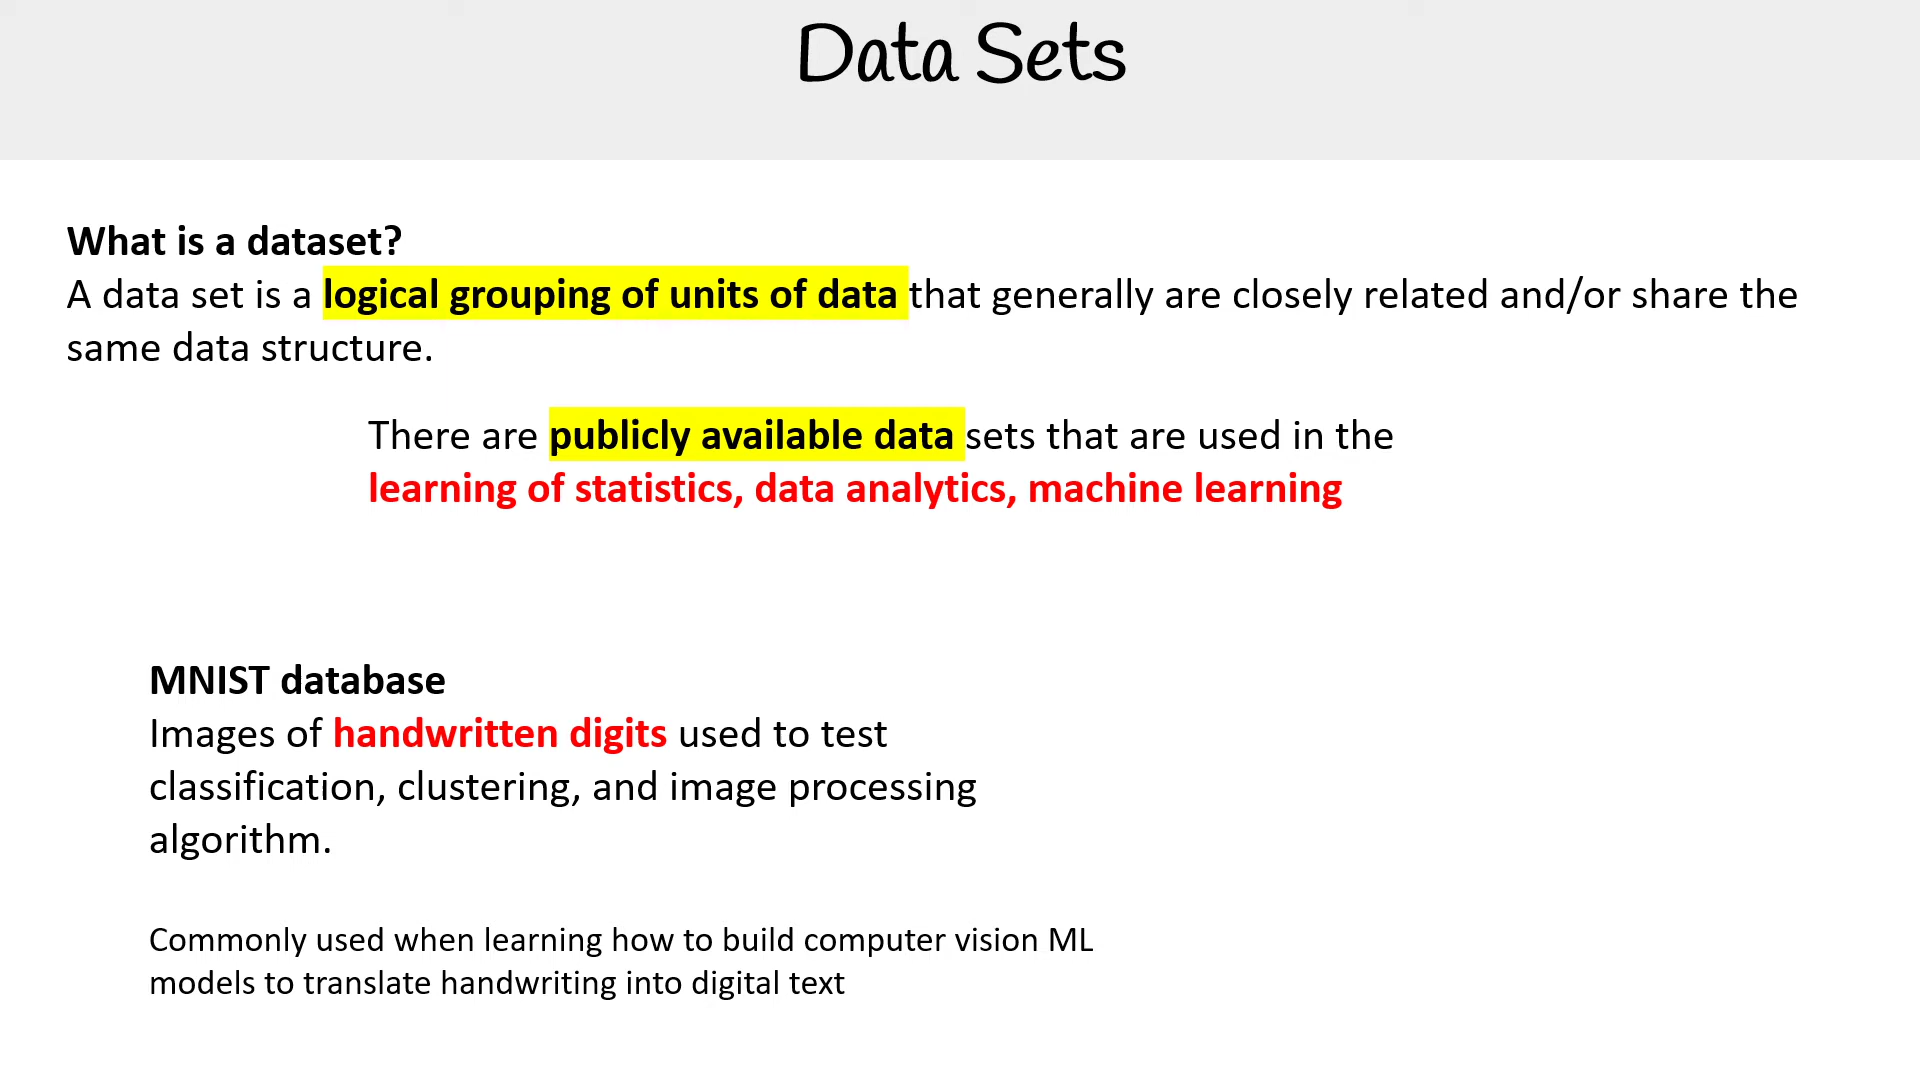 Data Sets
What is a dataset?
A data set is a logical grouping of units of data that generally are closely related and/or share the
same data structure.
There are publicly available data sets that are used in the
learning of statistics, data analytics, machine learning
MNIST database
Images of handwritten digits used to test
classification, clustering, and image processing
algorithm.
Commonly used when learning how to build computer vision ML
models to translate handwriting into digital text